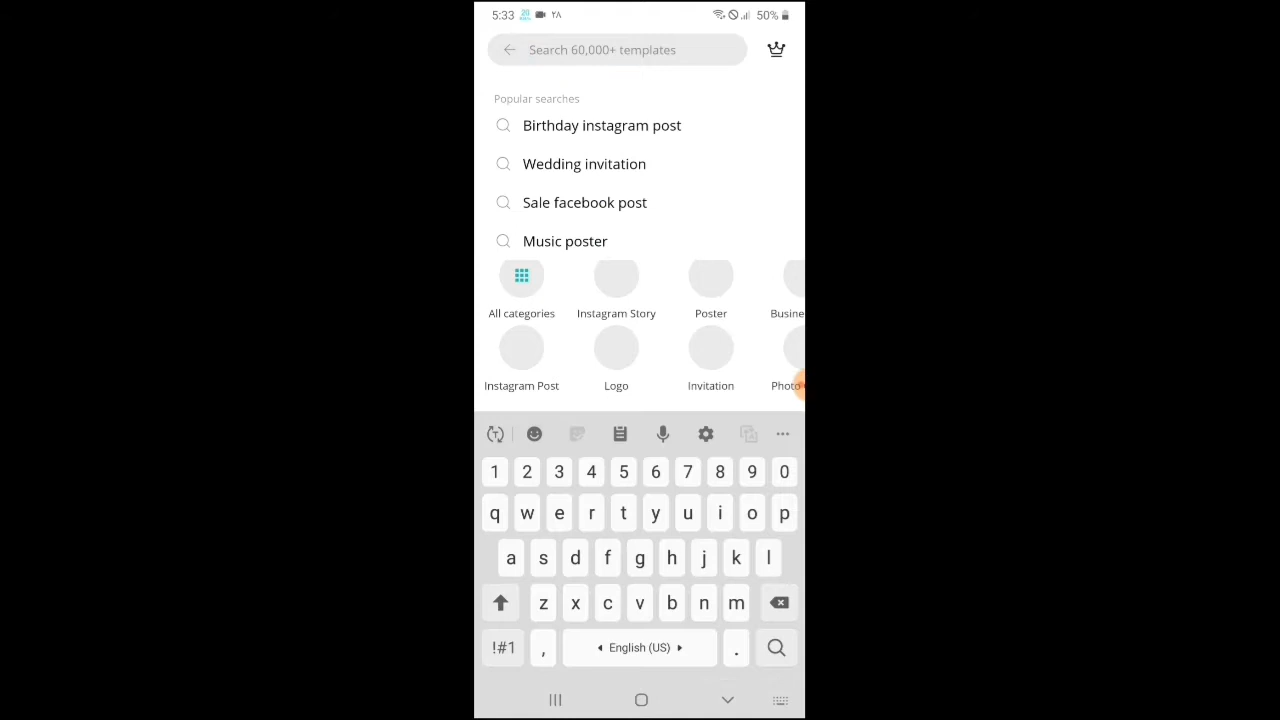 5:33 ٢٨ 50%
Search 60,000+ templates
Popular searches
Birthday instagram post
Wedding invitation
Sale facebook post
Music poster
All categories Instagram Story Poster Busine
Instagram Post Logo Invitation Photo
1 2 3 4 5 6 7 8 9 0
q w e r t y u i o p
a s d f g h j k l
z x c v b n m
!#1 , English (US) .